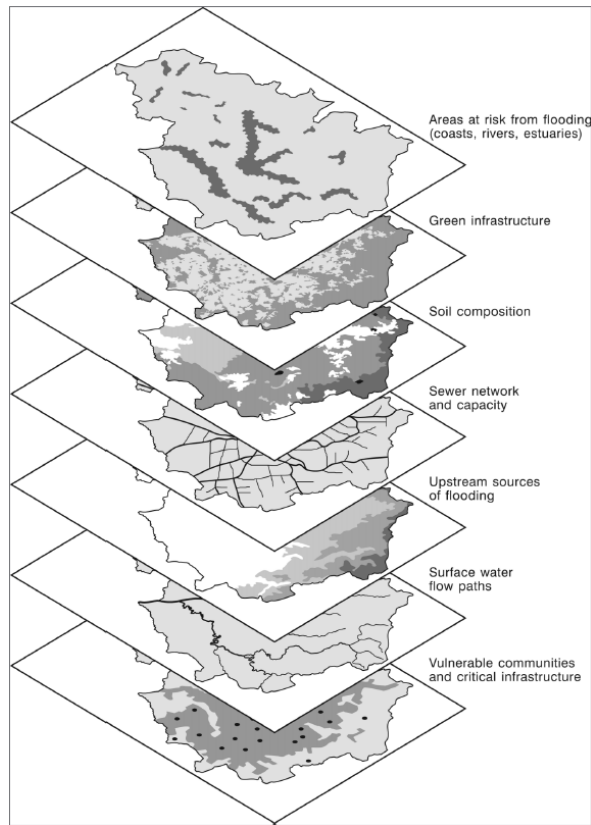 Areas at risk from flooding
(coasts, rivers, estuaries)
Green infrastructure
Soil composition
Sewer network
and capacity
Upstream sources
of flooding
Surface water
flow paths
Vulnerable communities
and critical infrastructure